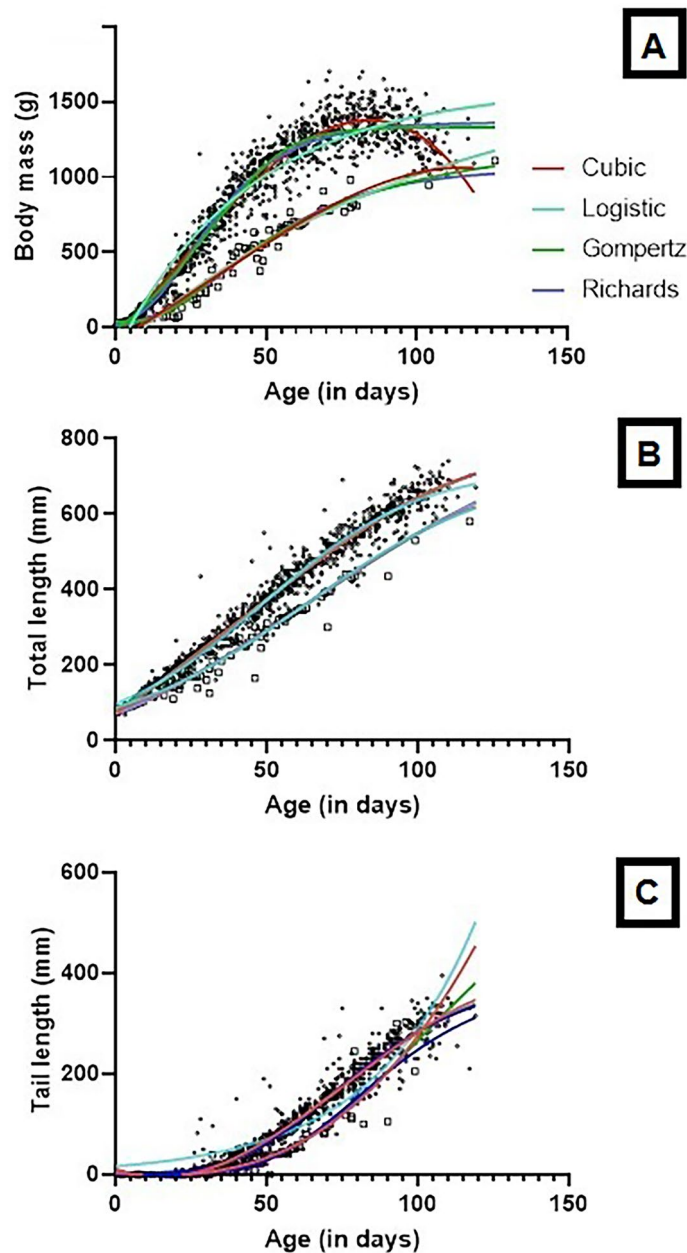 A
Body mass (g)
1500
1000
500
0
0 50 100 150
Age (in days)
Cubic
Logistic
Gompertz
Richards
B
Total length (mm)
800
600
400
200
0
0 50 100 150
Age (in days)
C
Tail length (mm)
600
400
200
0
0 50 100 150
Age (in days)